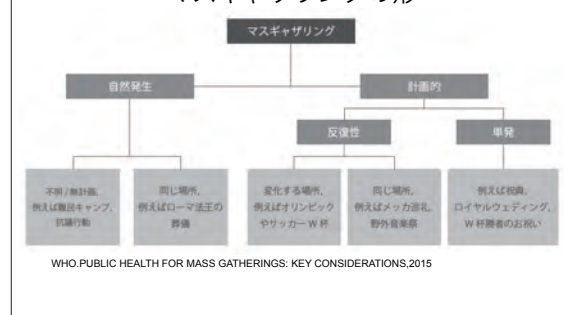 マスギャザリング
自然発生
計画的
反復性
単発
不明 / 無計画,
例えば難民キャンプ,
抗議行動
同じ場所,
例えばローマ法王の
葬儀
変化する場所,
例えばオリンピック
やサッカー W 杯
同じ場所,
例えばメッカ巡礼,
野外音楽祭
例えば祝典,
ロイヤルウェディング,
W 杯勝者のお祝い
WHO.PUBLIC HEALTH FOR MASS GATHERINGS: KEY CONSIDERATIONS,2015